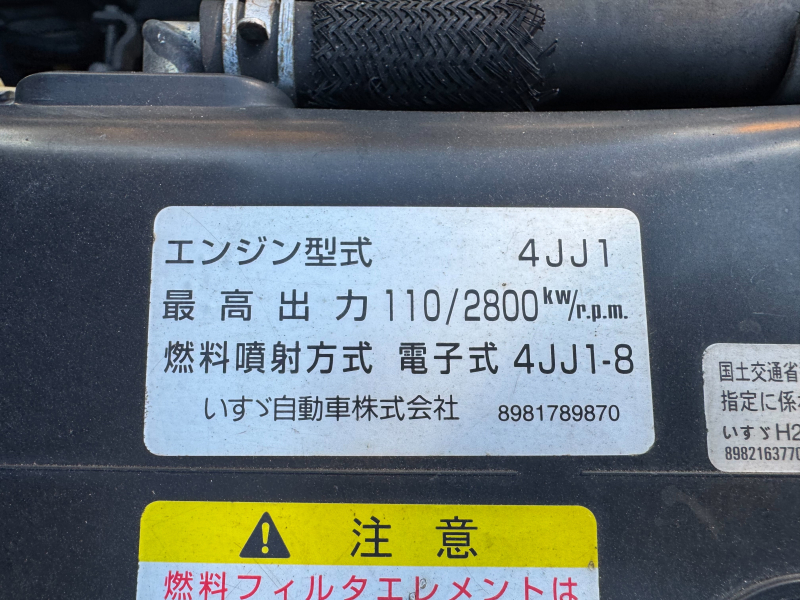 エンジン型式 4JJ1
最高出力 110/2800kw/r.p.m.
燃料噴射方式 電子式 4JJ1-8
いすゞ自動車株式会社 8981789870
国土交通省
指定に係
いすゞH2
8982163770
注意
燃料フィルタエレメントは